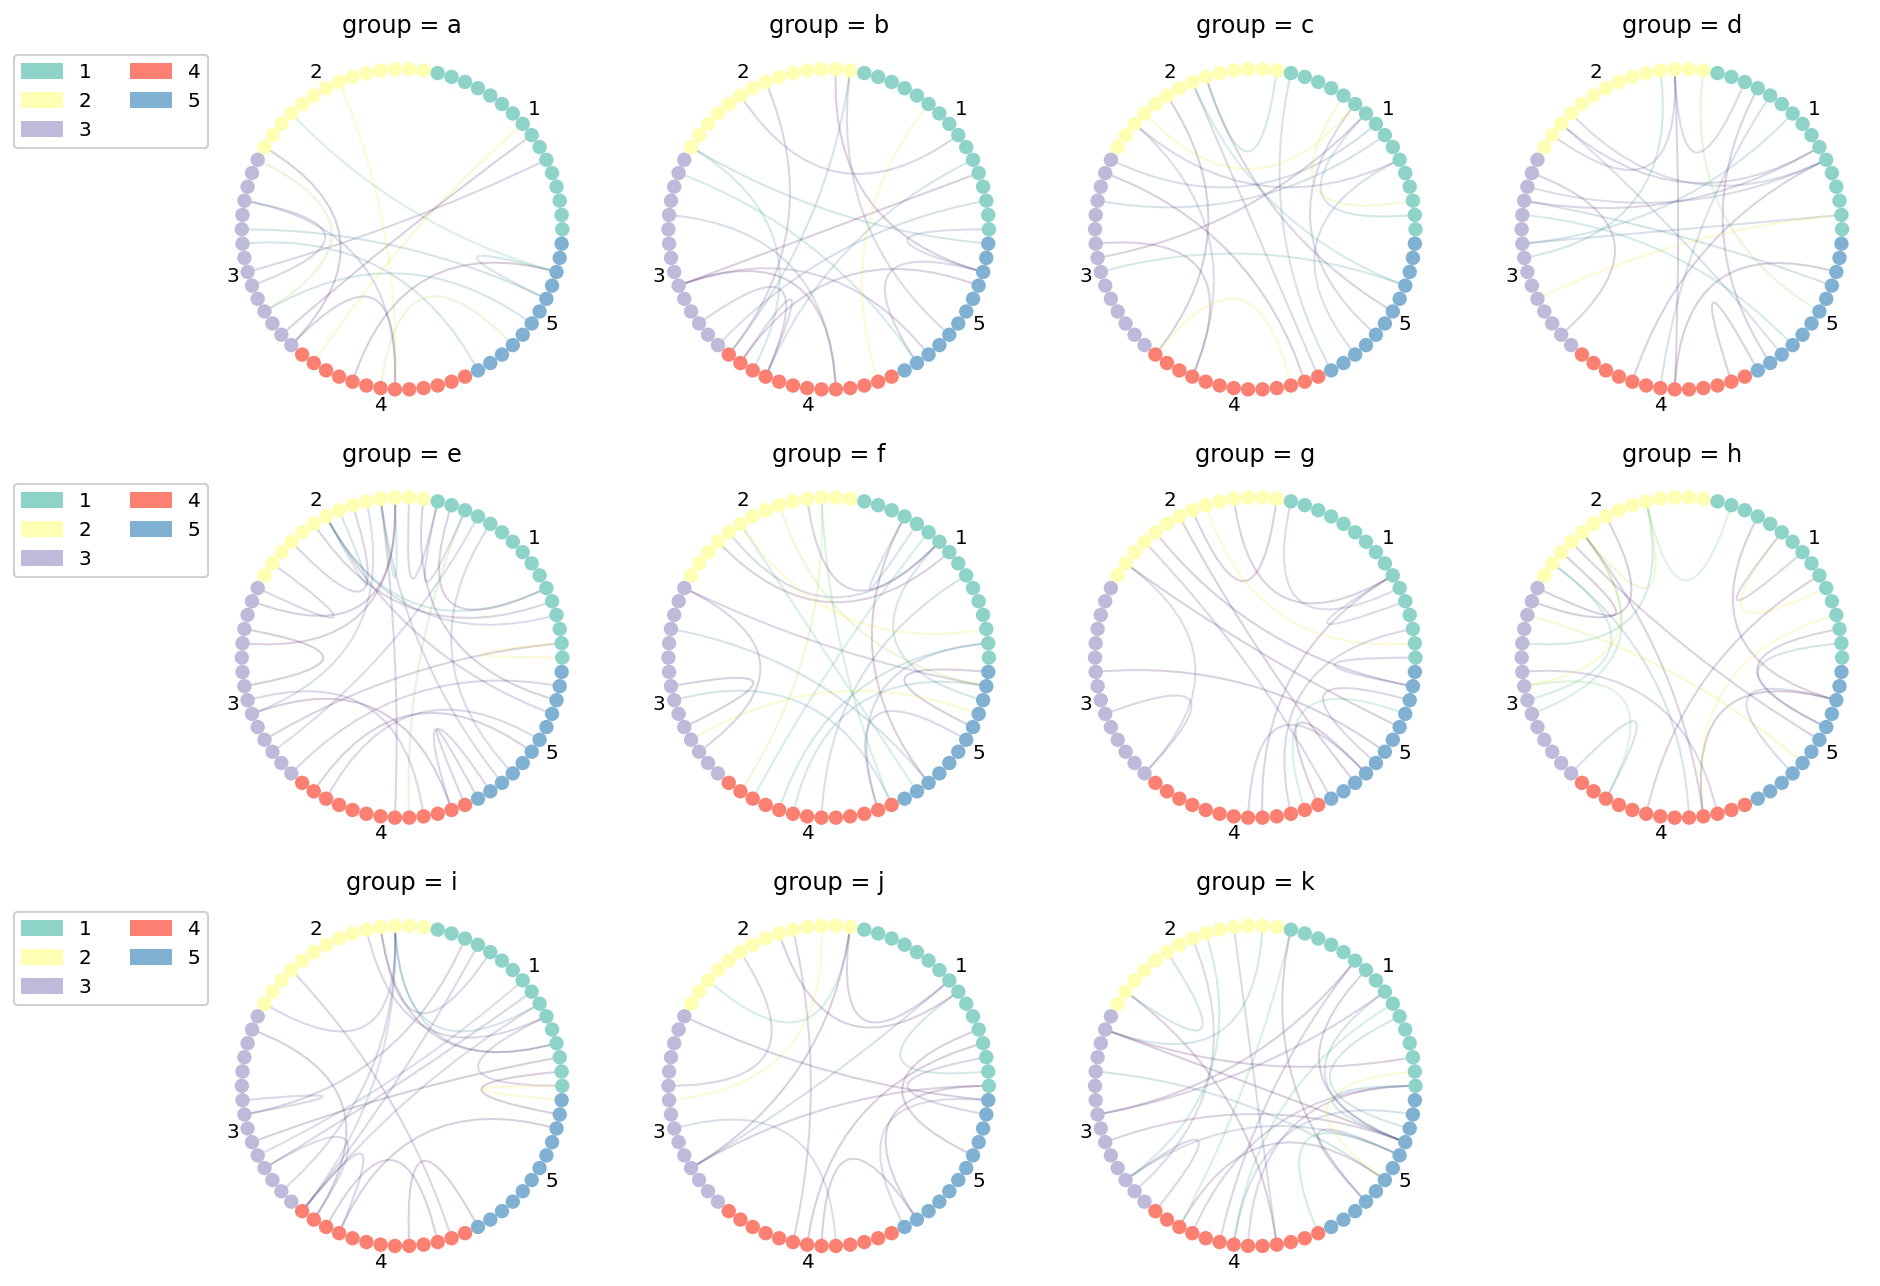 group = a
group = b
group = c
group = d
1 4
2 5
3
2 1 3 5 4
2 1 3 5 4
2 1 3 5 4
2 1 3 5 4
group = e
group = f
group = g
group = h
1 4
2 5
3
2 1 3 5 4
2 1 3 5 4
2 1 3 5 4
2 1 3 5 4
group = i
group = j
group = k
1 4
2 5
3
2 1 3 5 4
2 1 3 5 4
2 1 3 5 4